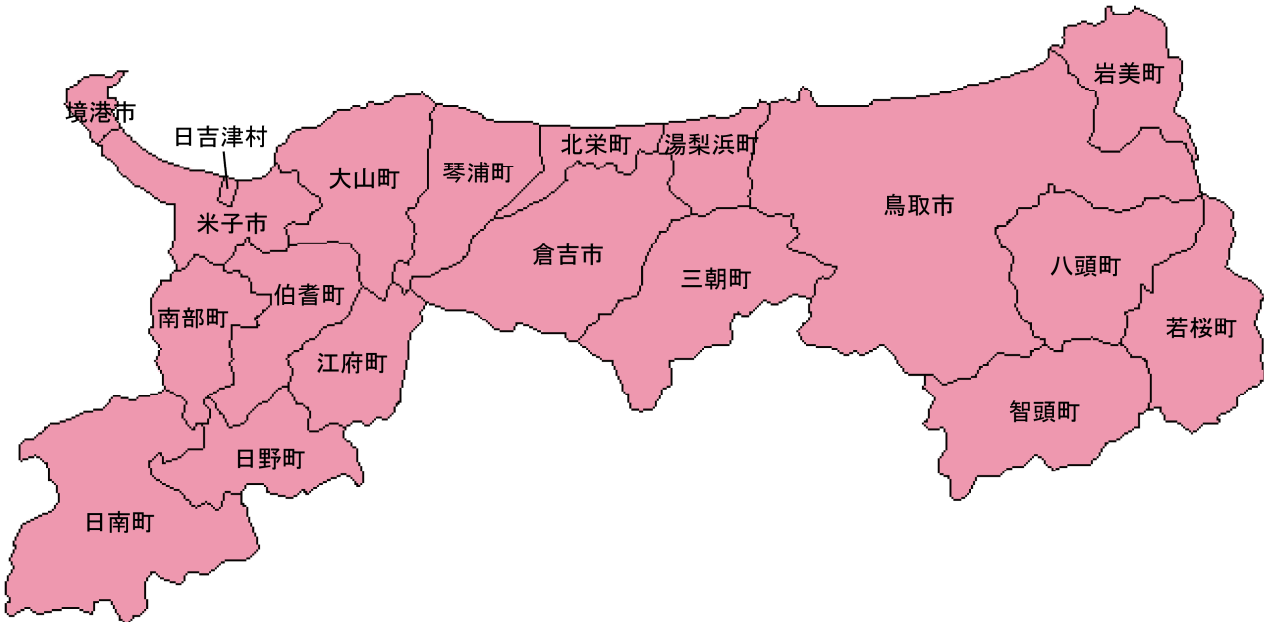 岩美町
境港市
日吉津村
北栄町
湯梨浜町
大山町
琴浦町
鳥取市
米子市
倉吉市
三朝町
八頭町
伯耆町
南部町
若桜町
江府町
智頭町
日野町
日南町